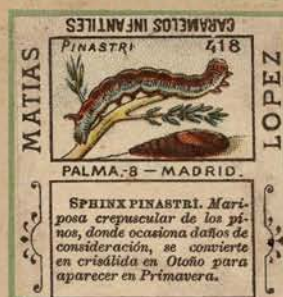 CARAMELOS INFANTILES
PINASTRI 418
MATIAS
LOPEZ
PALMA,-8 — MADRID.
SPHINX PINASTRI. Mari-
posa crepuscular de los pi-
nos, donde ocasiona daños de
consideración, se convierte
en crisálida en Otoño para
aparecer en Primavera.